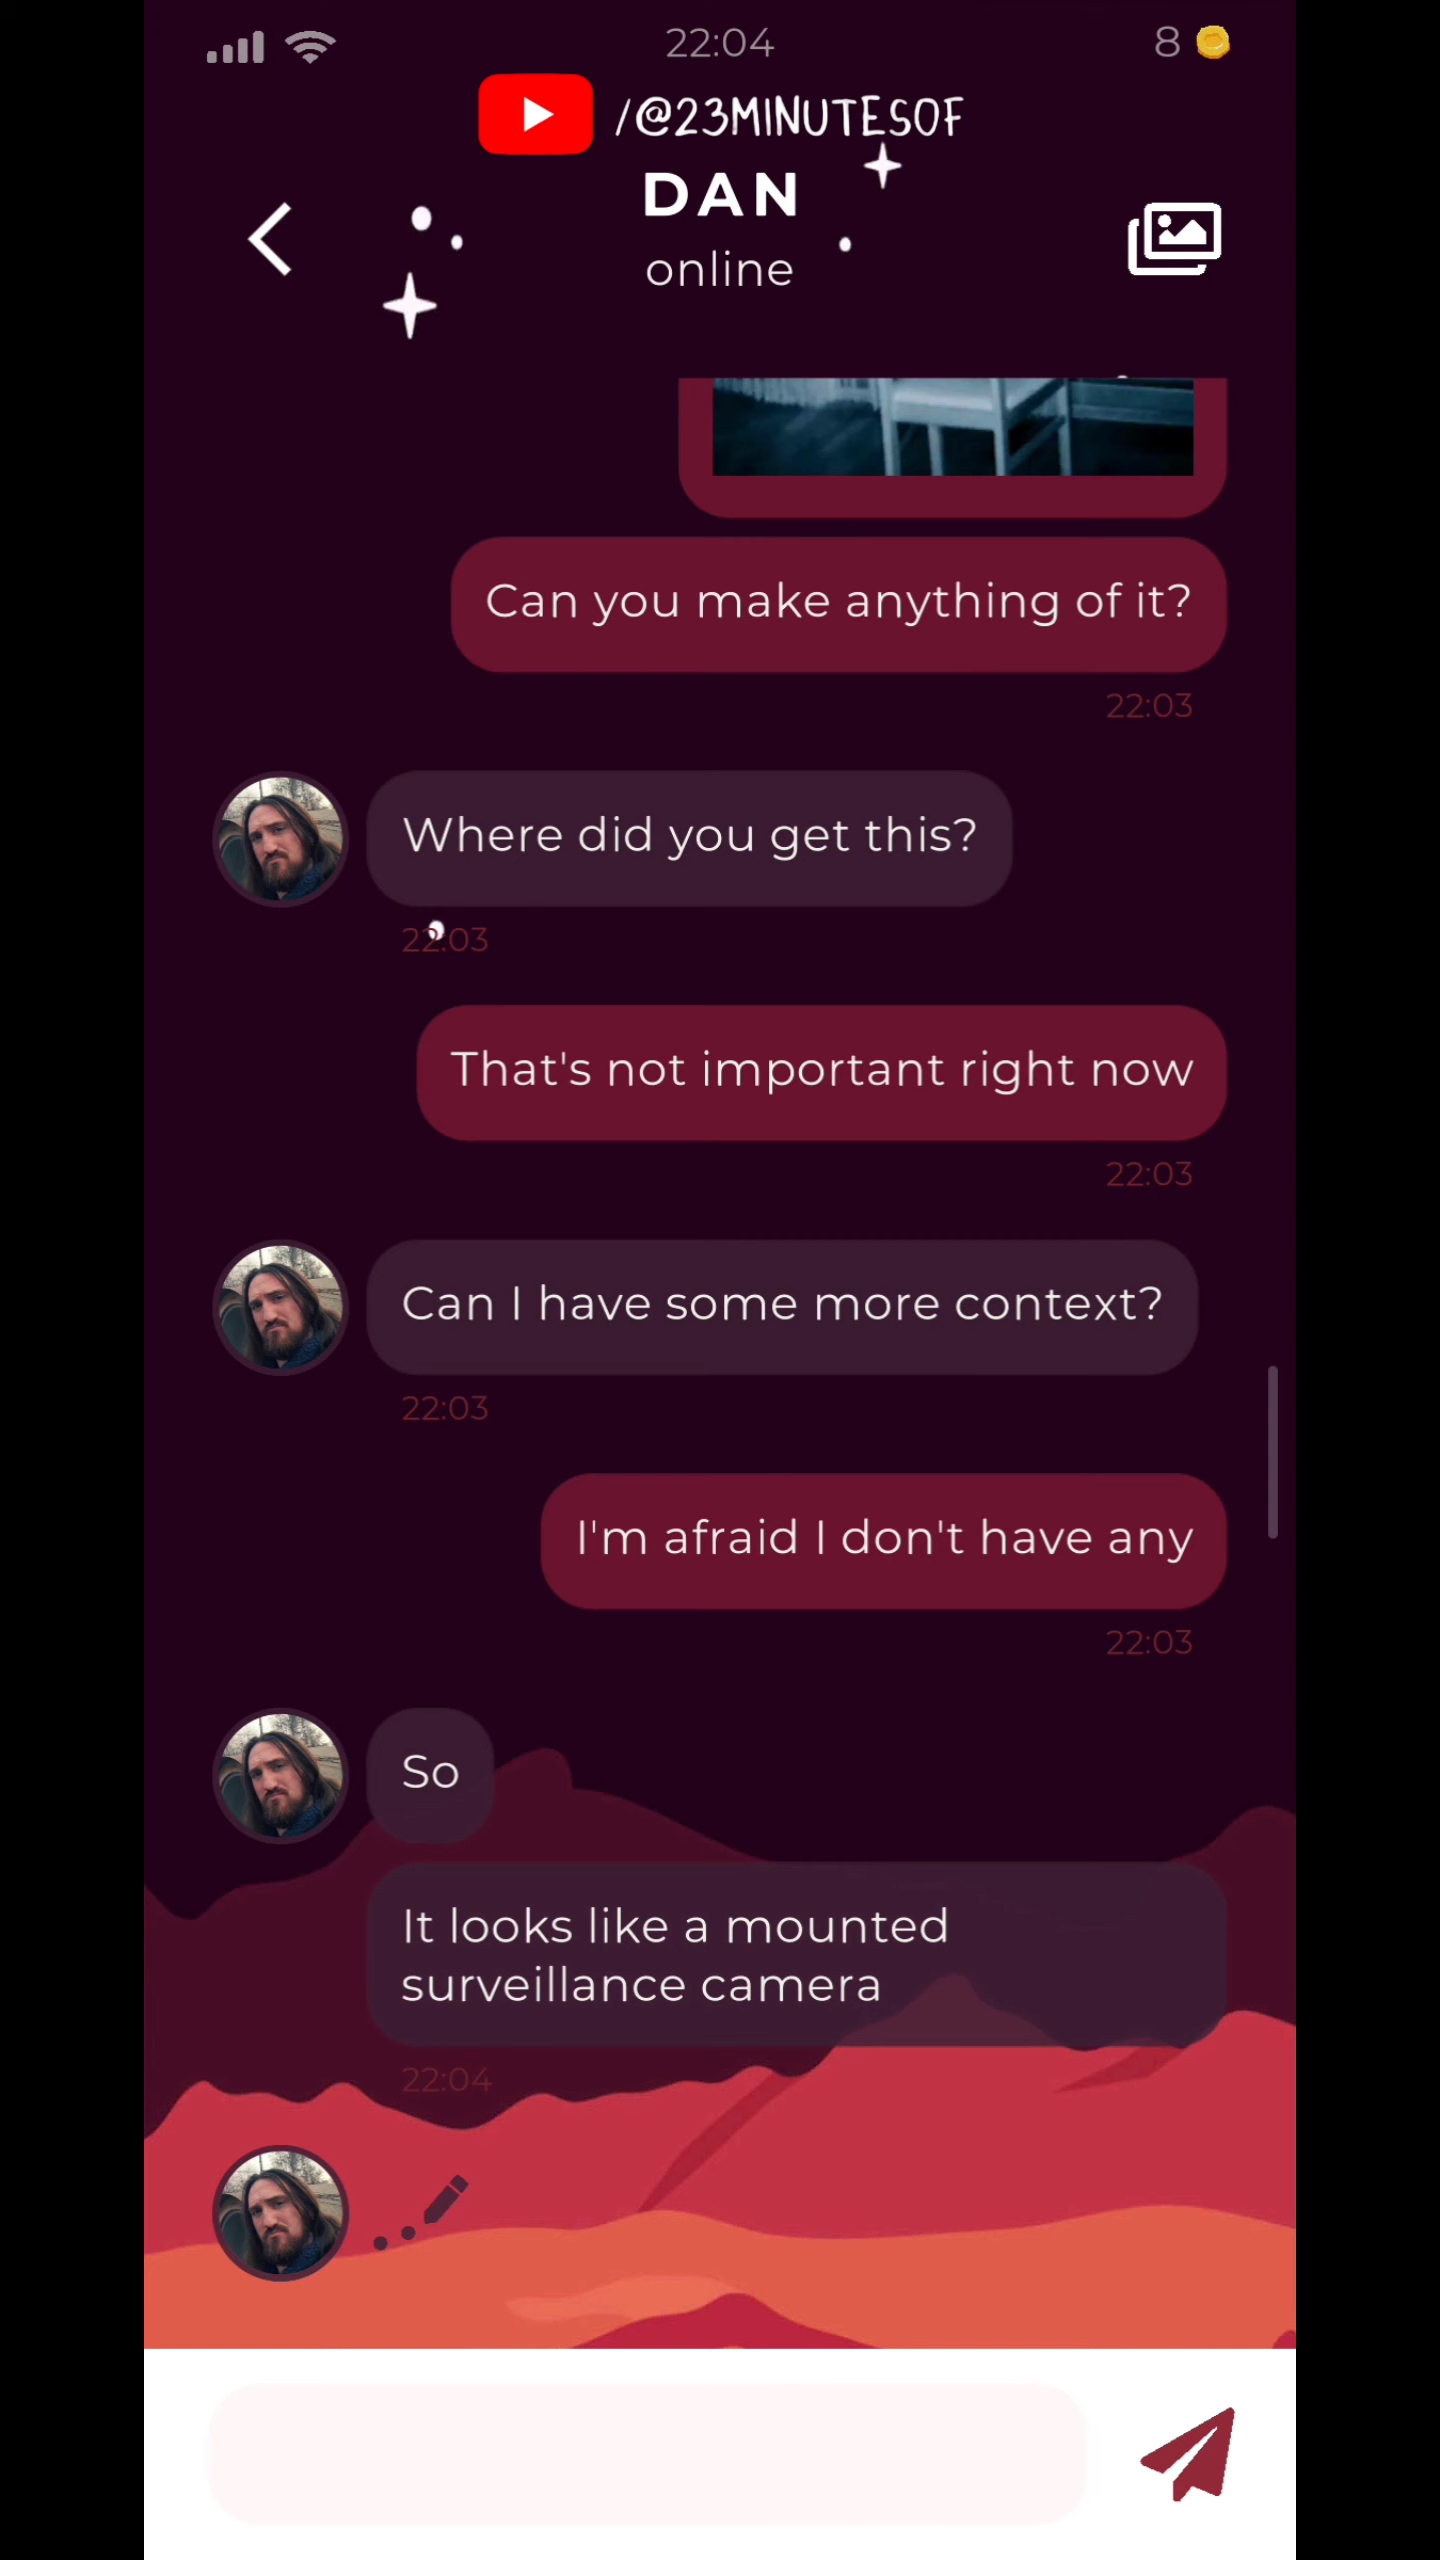 22:04
8
/@23MINUTESOF
DAN
online
Can you make anything of it?
22:03
Where did you get this?
22:03
That's not important right now
22:03
Can I have some more context?
22:03
I'm afraid I don't have any
22:03
So
It looks like a mounted
surveillance camera
22:04